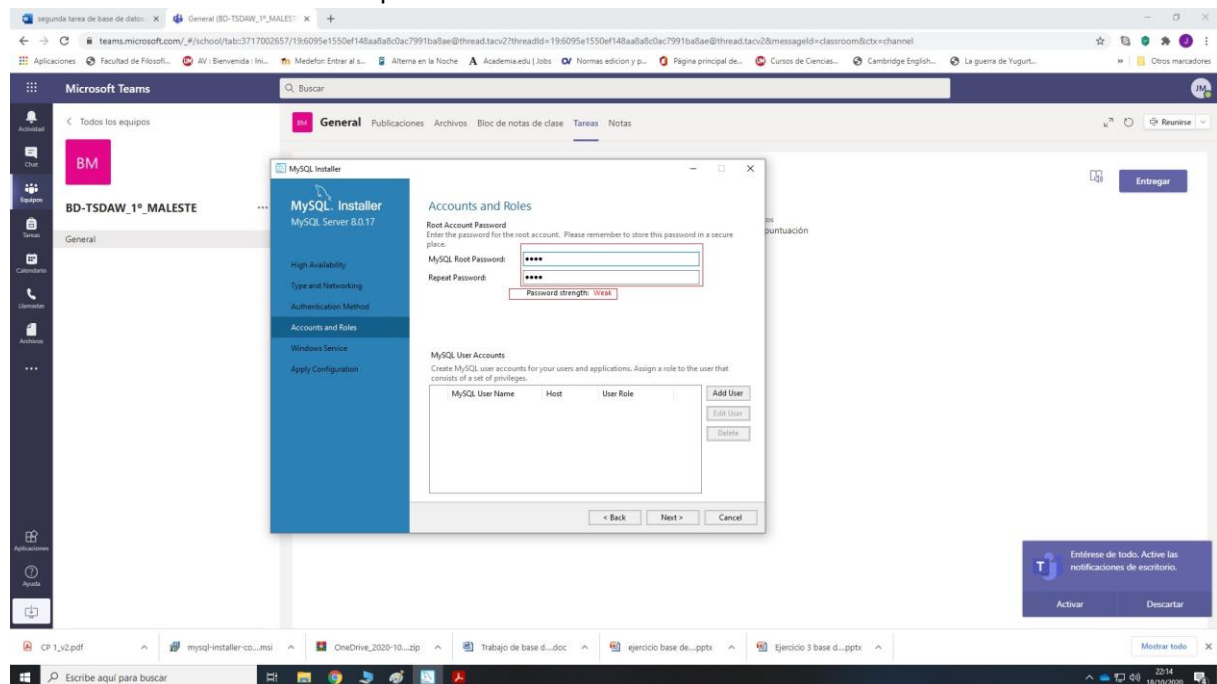 segunda tarea de base de datos
General (BD-TSDAW_1º_MALEST
teams.microsoft.com/_#/school/tab::3717002657/19:6095e1550ef148aa8a8c0ac7991ba8ae@thread.tacv2?threadId=19:6095e1550ef148aa8a8c0ac7991ba8ae@thread.tacv2&messageId=classroom&ctx=channel
Aplicaciones Facultad de Filosofi... AV : Bienvenida : Ini... Medefor: Entrar al s... Alterna en la Noche Academia.edu | Jobs Normas edicion y p... Página principal de... Cursos de Ciencias... Cambridge English... La guerra de Yugurt... » Otros marcadores
Microsoft Teams
Buscar
JM
Actividad
Chat
Equipos
Tareas
Calendario
Llamadas
Archivos
Aplicaciones
Ayuda
< Todos los equipos
BM
BD-TSDAW_1º_MALESTE ...
General
BM General Publicaciones Archivos Bloc de notas de clase Tareas Notas
Reunirse
Entregar
puntuación
MySQL Installer
MySQL. Installer
MySQL Server 8.0.17
High Availability
Type and Networking
Authentication Method
Accounts and Roles
Windows Service
Apply Configuration
Accounts and Roles
Root Account Password
Enter the password for the root account. Please remember to store this password in a secure
place.
MySQL Root Password: ••••
Repeat Password: ••••
Password strength: Weak
MySQL User Accounts
Create MySQL user accounts for your users and applications. Assign a role to the user that
consists of a set of privileges.
MySQL User Name Host User Role
Add User
Edit User
Delete
< Back Next > Cancel
Entérese de todo. Active las
notificaciones de escritorio.
Activar Descartar
CP 1_v2.pdf mysql-installer-co....msi OneDrive_2020-10....zip Trabajo de base d....doc ejercicio base de....pptx Ejercicio 3 base d....pptx Mostrar todo
Escribe aquí para buscar
22:14
18/10/2020